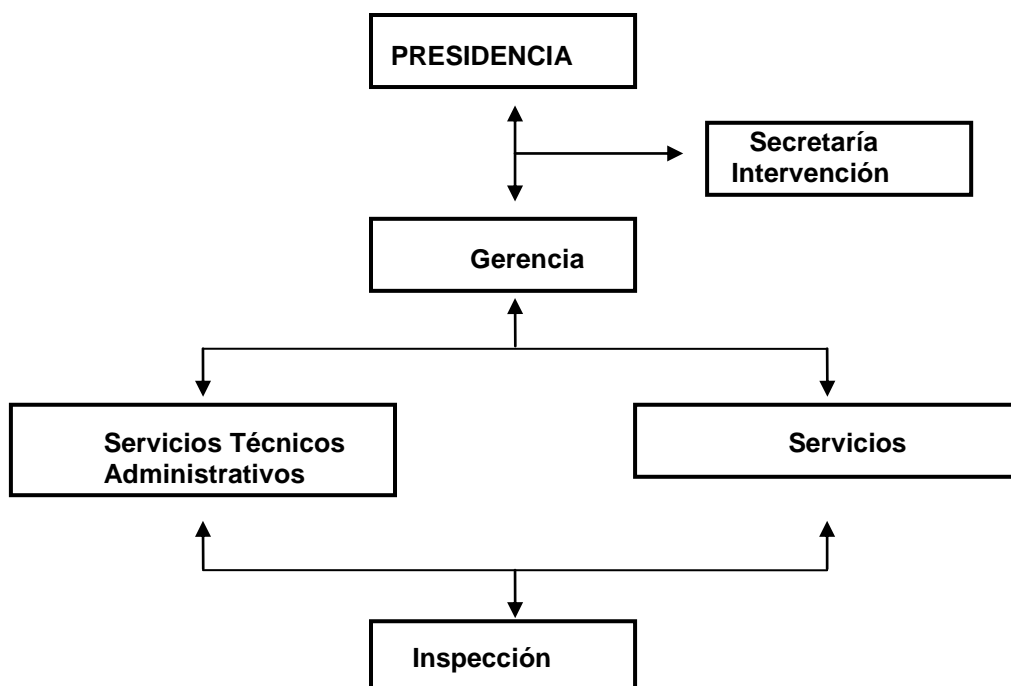 PRESIDENCIA
Secretaría
Intervención
Gerencia
Servicios Técnicos
Administrativos
Servicios
Inspección